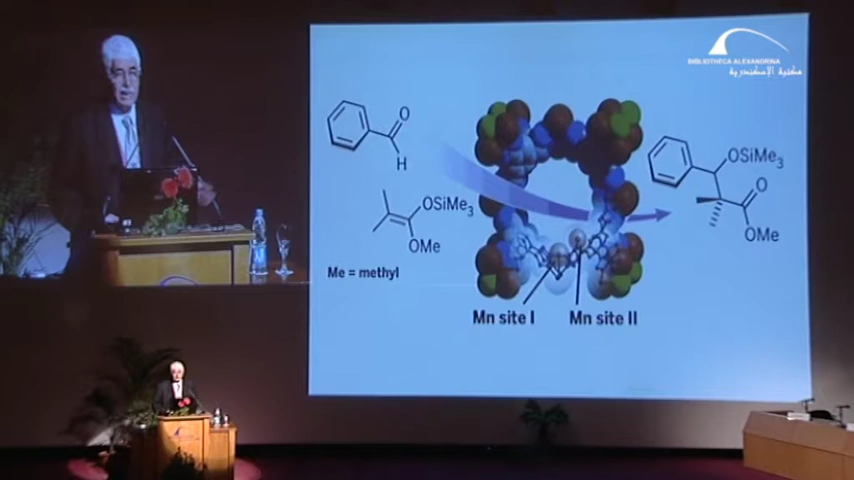 BIBLIOTHECA ALEXANDRINA
مكتبة الإسكندرية
O
H
OSiMe3
OMe
Me = methyl
OSiMe3
O
OMe
Mn site I
Mn site II